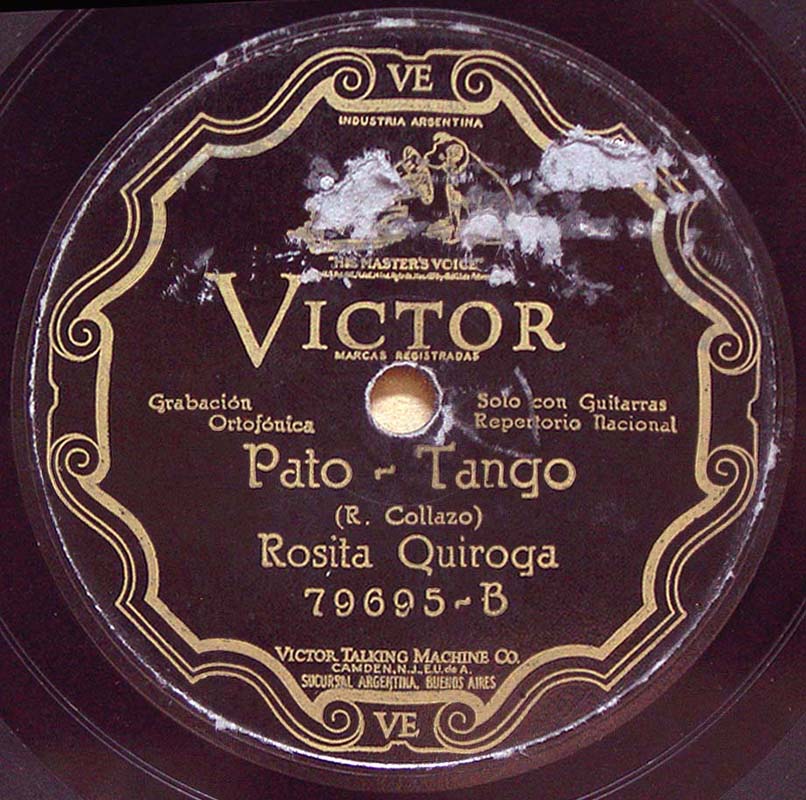 VE
INDUSTRIA ARGENTINA
"HIS MASTER'S VOICE"
VICTOR
MARCAS REGISTRADAS
Grabación Ortofónica
Solo con Guitarras
Repertorio Nacional
Pato ~ Tango
(R. Collazo)
Rosita Quiroga
79695~B
VICTOR TALKING MACHINE CO.
CAMDEN, N.J., E.U. de A.
SUCURSAL ARGENTINA, BUENOS AIRES
VE